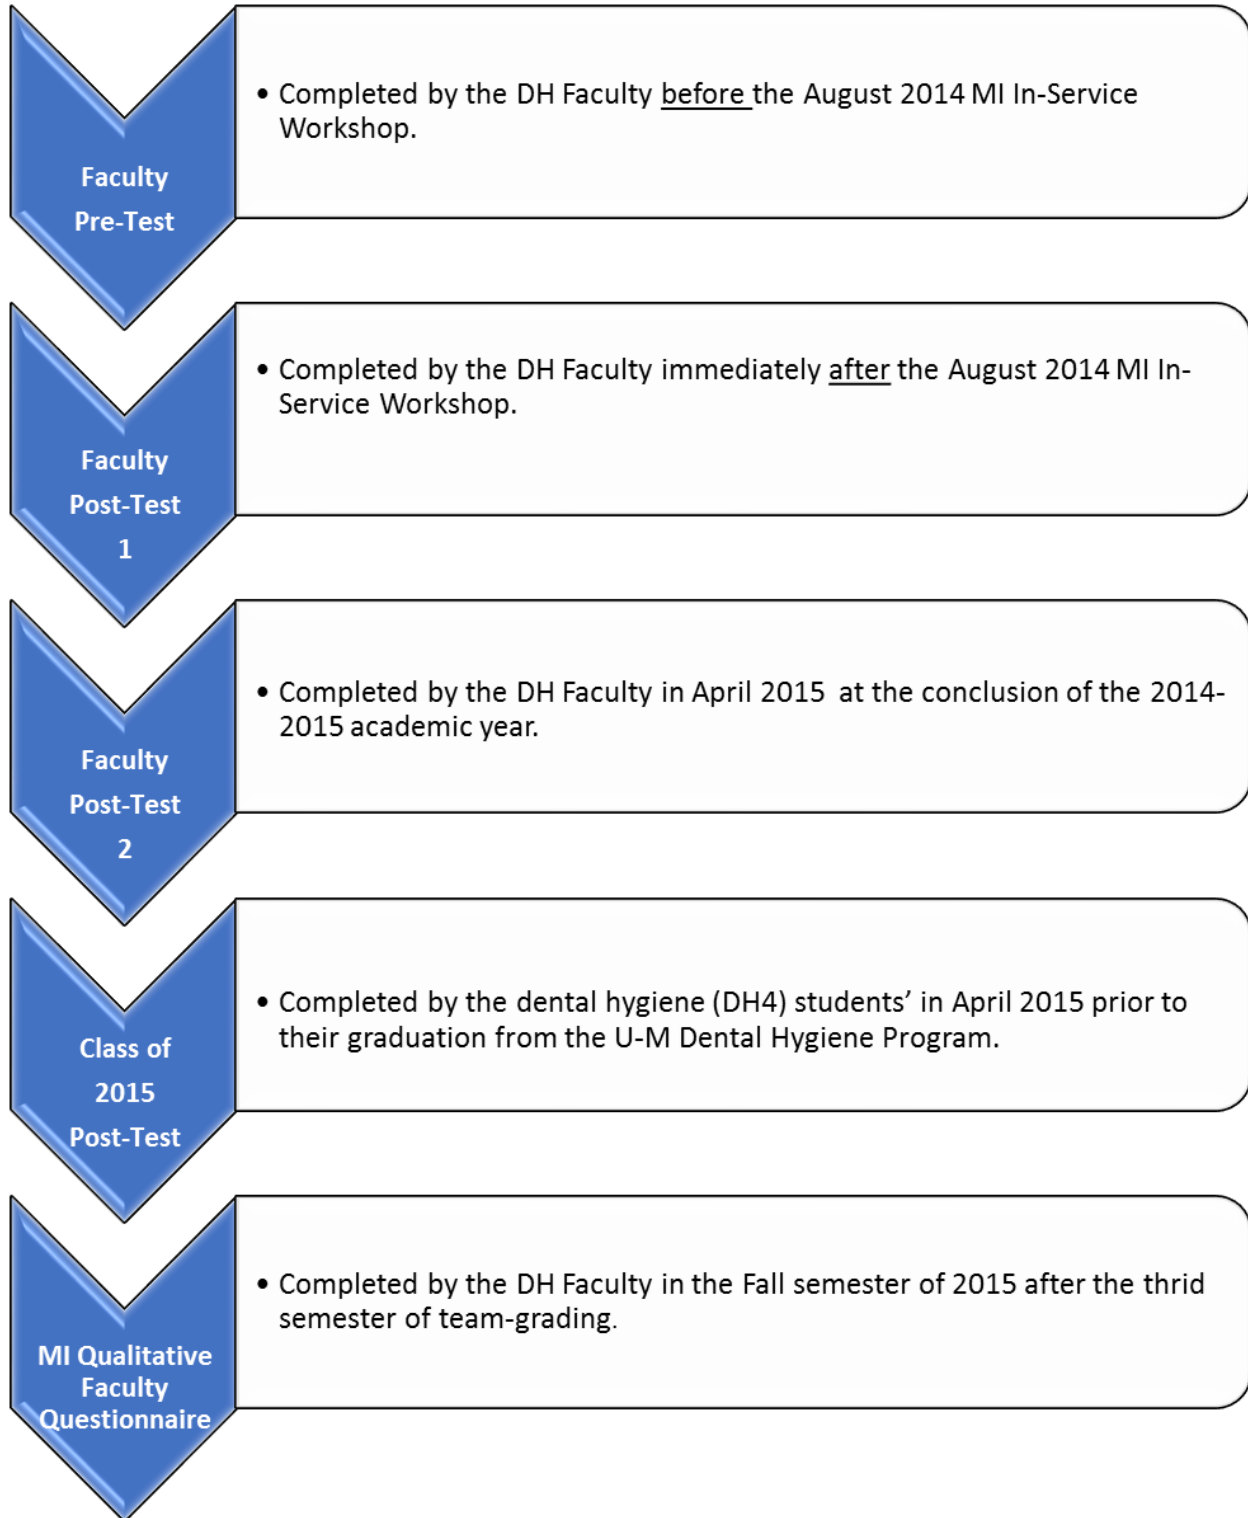 Faculty
Pre-Test
• Completed by the DH Faculty before the August 2014 MI In-Service
Workshop.
Faculty
Post-Test
1
• Completed by the DH Faculty immediately after the August 2014 MI In-
Service Workshop.
Faculty
Post-Test
2
• Completed by the DH Faculty in April 2015 at the conclusion of the 2014-
2015 academic year.
Class of
2015
Post-Test
• Completed by the dental hygiene (DH4) students’ in April 2015 prior to
their graduation from the U-M Dental Hygiene Program.
MI Qualitative
Faculty
Questionnaire
• Completed by the DH Faculty in the Fall semester of 2015 after the thrid
semester of team-grading.